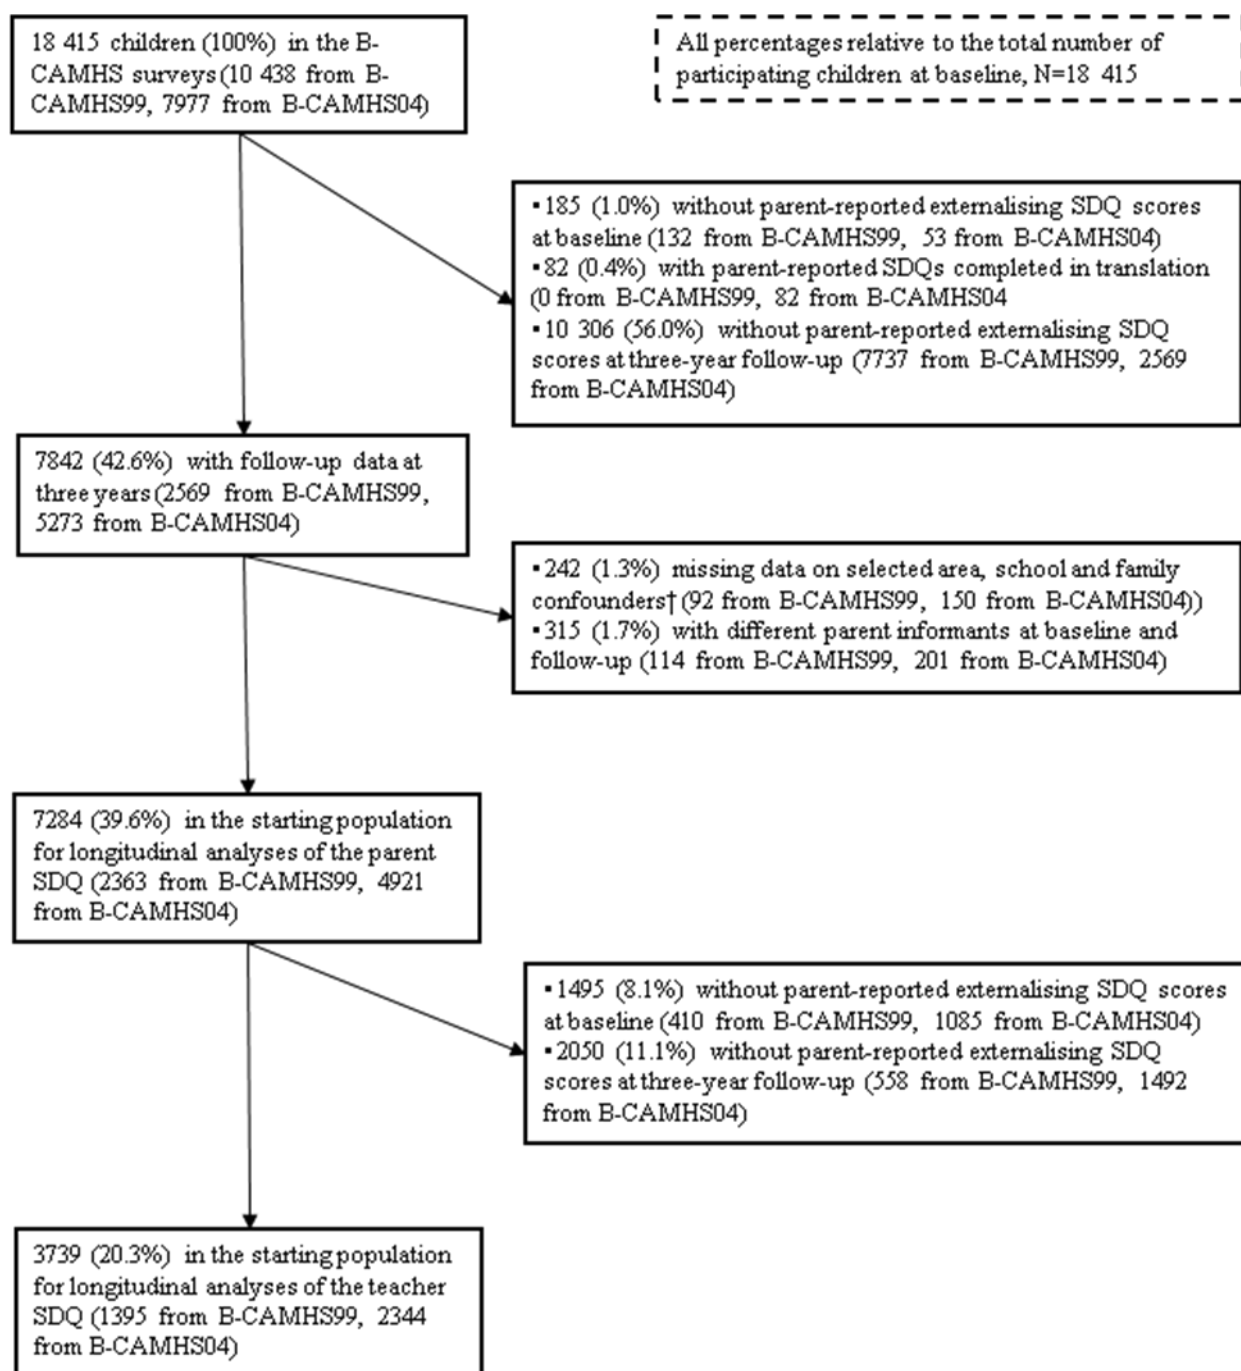 18 415 children (100%) in the B-
CAMHS surveys (10 438 from B-
CAMHS99, 7977 from B-CAMHS04)
All percentages relative to the total number of
participating children at baseline, N=18 415
▪185 (1.0%) without parent-reported externalising SDQ scores
at baseline (132 from B-CAMHS99, 53 from B-CAMHS04)
▪82 (0.4%) with parent-reported SDQs completed in translation
(0 from B-CAMHS99, 82 from B-CAMHS04
▪10 306 (56.0%) without parent-reported externalising SDQ
scores at three-year follow-up (7737 from B-CAMHS99, 2569
from B-CAMHS04)
7842 (42.6%) with follow-up data at
three years (2569 from B-CAMHS99,
5273 from B-CAMHS04)
▪242 (1.3%) missing data on selected area, school and family
confounders† (92 from B-CAMHS99, 150 from B-CAMHS04))
▪315 (1.7%) with different parent informants at baseline and
follow-up (114 from B-CAMHS99, 201 from B-CAMHS04)
7284 (39.6%) in the starting population
for longitudinal analyses of the parent
SDQ (2363 from B-CAMHS99, 4921
from B-CAMHS04)
▪1495 (8.1%) without parent-reported externalising SDQ scores
at baseline (410 from B-CAMHS99, 1085 from B-CAMHS04)
▪2050 (11.1%) without parent-reported externalising SDQ
scores at three-year follow-up (558 from B-CAMHS99, 1492
from B-CAMHS04)
3739 (20.3%) in the starting population
for longitudinal analyses of the teacher
SDQ (1395 from B-CAMHS99, 2344
from B-CAMHS04)